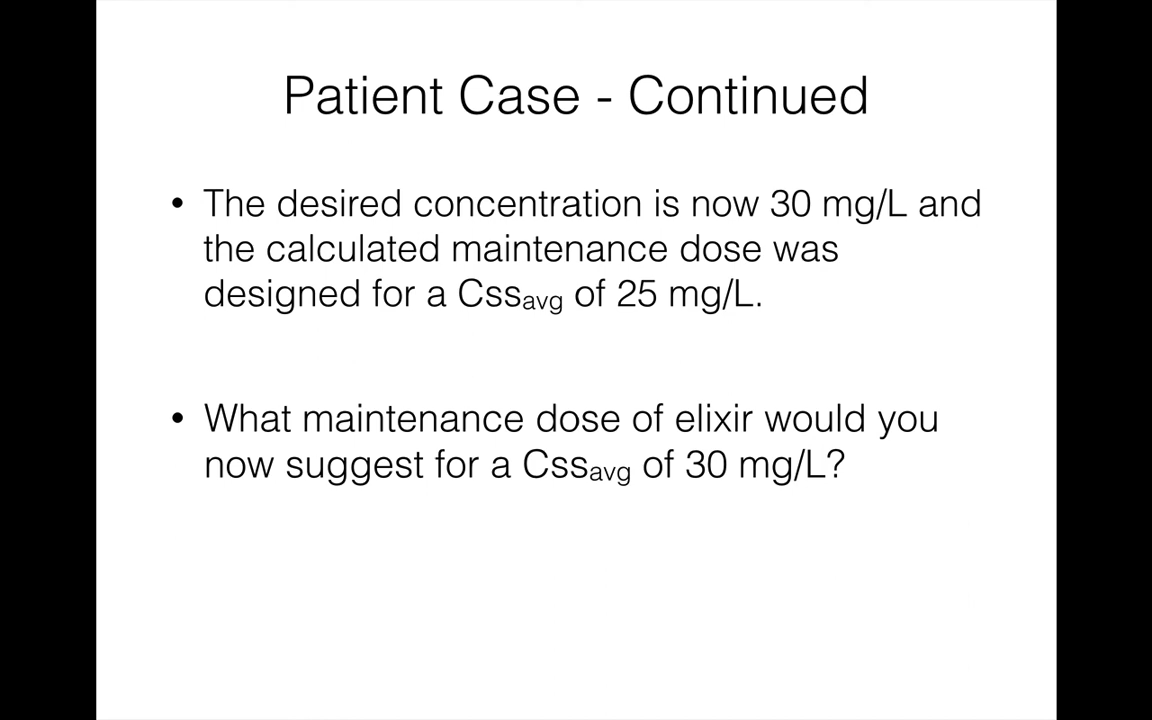 Patient Case - Continued
• The desired concentration is now 30 mg/L and
the calculated maintenance dose was
designed for a Cssavg of 25 mg/L.
• What maintenance dose of elixir would you
now suggest for a Cssavg of 30 mg/L?